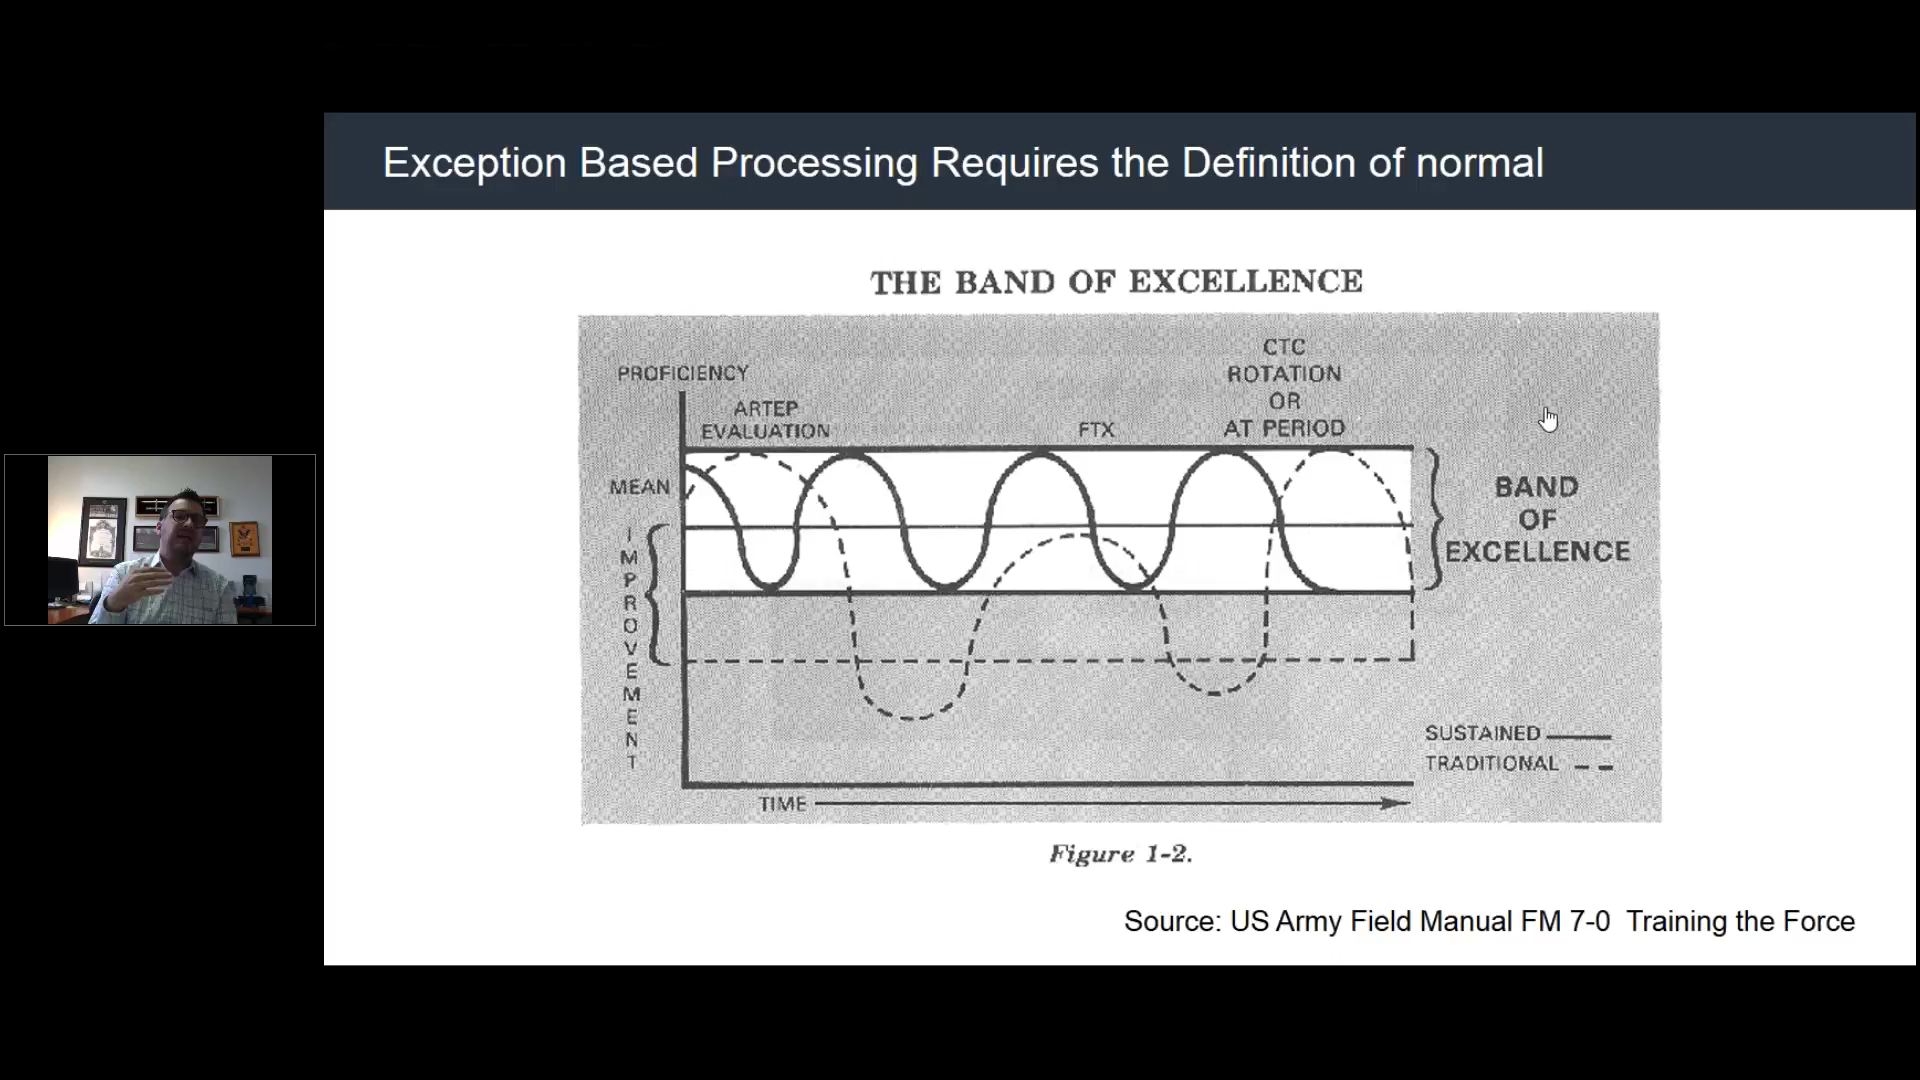 Exception Based Processing Requires the Definition of normal
THE BAND OF EXCELLENCE
PROFICIENCY
ARTEP
EVALUATION
FTX
CTC
ROTATION
OR
AT PERIOD
MEAN
IMPROVEMENT
BAND
OF
EXCELLENCE
SUSTAINED
TRADITIONAL
TIME
Figure 1-2.
Source: US Army Field Manual FM 7-0 Training the Force